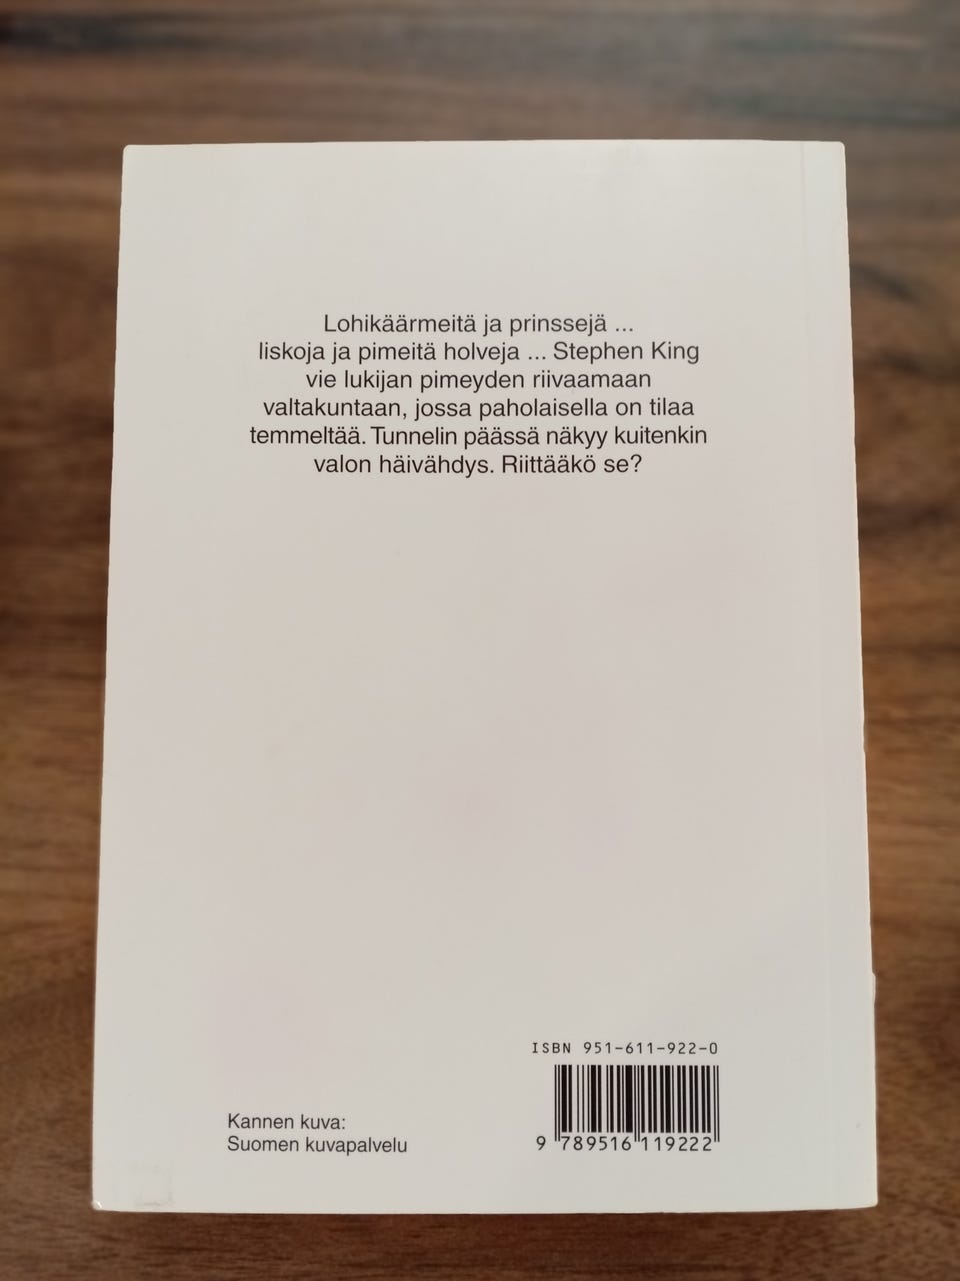 Lohikäärmeitä ja prinssejä ...
liskoja ja pimeitä holveja ... Stephen King
vie lukijan pimeyden riivaamaan
valtakuntaan, jossa paholaisella on tilaa
temmeltää. Tunnelin päässä näkyy kuitenkin
valon häivähdys. Riittääkö se?
ISBN 951-611-922-0
9 789516 119222
Kannen kuva:
Suomen kuvapalvelu